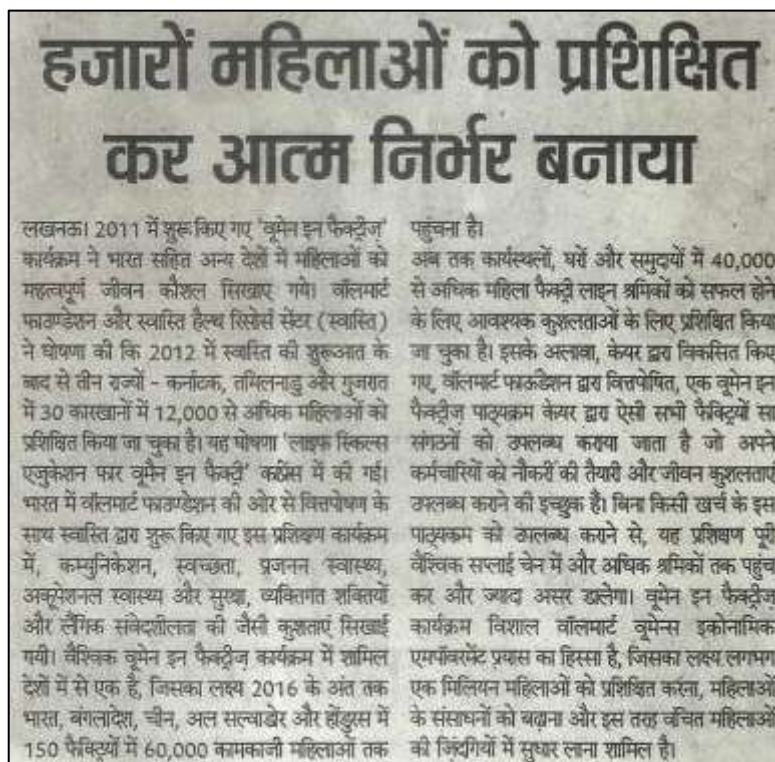 हजारों महिलाओं को प्रशिक्षित
कर आत्म निर्भर बनाया
लखनऊ। 2011 में शुरू किए गए 'वूमेन इन फैक्ट्रीज'
कार्यक्रम ने भारत सहित अन्य देशों में महिलाओं को
महत्वपूर्ण जीवन कौशल सिखाए गये। वॉलमार्ट
फाउण्डेशन और स्वास्ति हैल्थ रिसोर्स सेंटर (स्वास्ति)
ने घोषणा की कि 2012 में स्वास्ति की शुरूआत के
बाद से तीन राज्यों - कर्नाटक, तमिलनाडु और गुजरात
में 30 कारखानों में 12,000 से अधिक महिलाओं को
प्रशिक्षित किया जा चुका है। यह घोषणा 'लाइफ स्किल्स
एजुकेशन फार वूमैन इन फैक्ट्री' कांफ्रेंस में की गई।
भारत में वॉलमार्ट फाउण्डेशन की ओर से वित्तपोषण के
साथ स्वास्ति द्वारा शुरू किए गए इस प्रशिक्षण कार्यक्रम
में, कम्युनिकेशन, स्वच्छता, प्रजनन स्वास्थ्य,
अकूपेशनल स्वास्थ्य और सुरक्षा, व्यक्तिगत शक्तियों
और लैंगिक संवेदशीलता की जैसी कुशताएं सिखाई
गयी। वैश्विक वूमेन इन फैक्ट्रीज कार्यक्रम में शामिल
देशों में से एक है, जिसका लक्ष्य 2016 के अंत तक
भारत, बंगलादेश, चीन, अल सल्वाडोर और होंडुरस में
150 फैक्ट्रियों में 60,000 कामकाजी महिलाओं तक
पहुंचना है।
अब तक कार्यस्थलों, घरों और समुदायों में 40,000
से अधिक महिला फैक्ट्री लाइन श्रमिकों को सफल होने
के लिए आवश्यक कुशलताओं के लिए प्रशिक्षित किया
जा चुका है। इसके अलावा, केयर द्वारा विकसित किए
गए, वॉलमार्ट फाऊंडेशन द्वारा वित्तपोषित, एक वूमेन इन
फैक्ट्रीज पाठ्यक्रम केयर द्वारा ऐसी सभी फैक्ट्रियों सा
संगठनों को उपलब्ध कराया जाता है जो अपने
कर्मचारियों को नौकरी की तैयारी और जीवन कुशलताए
उपलब्ध कराने की इच्छुक हैं। बिना किसी खर्च के इस
पाठ्यकम को उपलब्ध कराने से, यह प्रशिक्षण पूरी
वैश्विक सप्लाई चेन में और अधिक श्रमिकों तक पहुंच
कर और ज्यादा असर डालेगा। वूमेन इन फैक्ट्रीज
कार्यक्रम विशाल वॉलमार्ट वूमेन्स इकोनामिक
एमपॉवरमेंट प्रयास का हिस्सा है, जिसका लक्ष्य लगभग
एक मिलियन महिलाओं को प्रशिक्षित करना, महिलाओं
के संसाधनों को बढ़ाना और इस तरह वंचित महिलाओं
की जिंदगियों में सुधार लाना शामिल है।